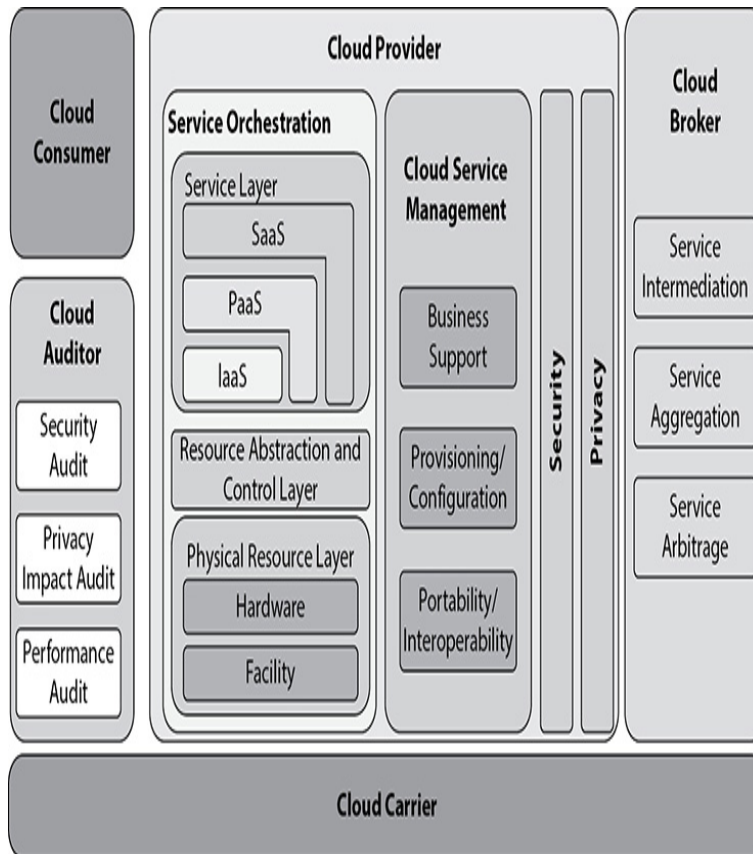 Cloud
Consumer
Cloud
Auditor
Security
Audit
Privacy
Impact Audit
Performance
Audit
Cloud Provider
Service Orchestration
Service Layer
SaaS
PaaS
IaaS
Resource Abstraction and
Control Layer
Physical Resource Layer
Hardware
Facility
Cloud Service
Management
Business
Support
Provisioning/
Configuration
Portability/
Interoperability
Security
Privacy
Cloud
Broker
Service
Intermediation
Service
Aggregation
Service
Arbitrage
Cloud Carrier